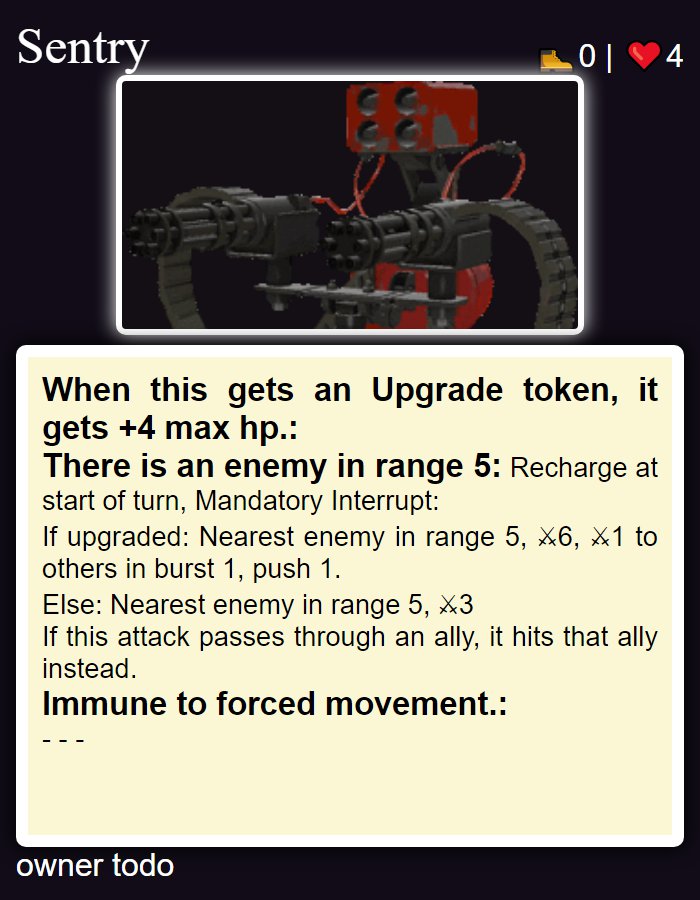 Sentry
🥾0 | ❤️4
When this gets an Upgrade token, it
gets +4 max hp.:
There is an enemy in range 5: Recharge at
start of turn, Mandatory Interrupt:
If upgraded: Nearest enemy in range 5, ⚔6, ⚔1 to
others in burst 1, push 1.
Else: Nearest enemy in range 5, ⚔3
If this attack passes through an ally, it hits that ally
instead.
Immune to forced movement.:
- - -
owner todo